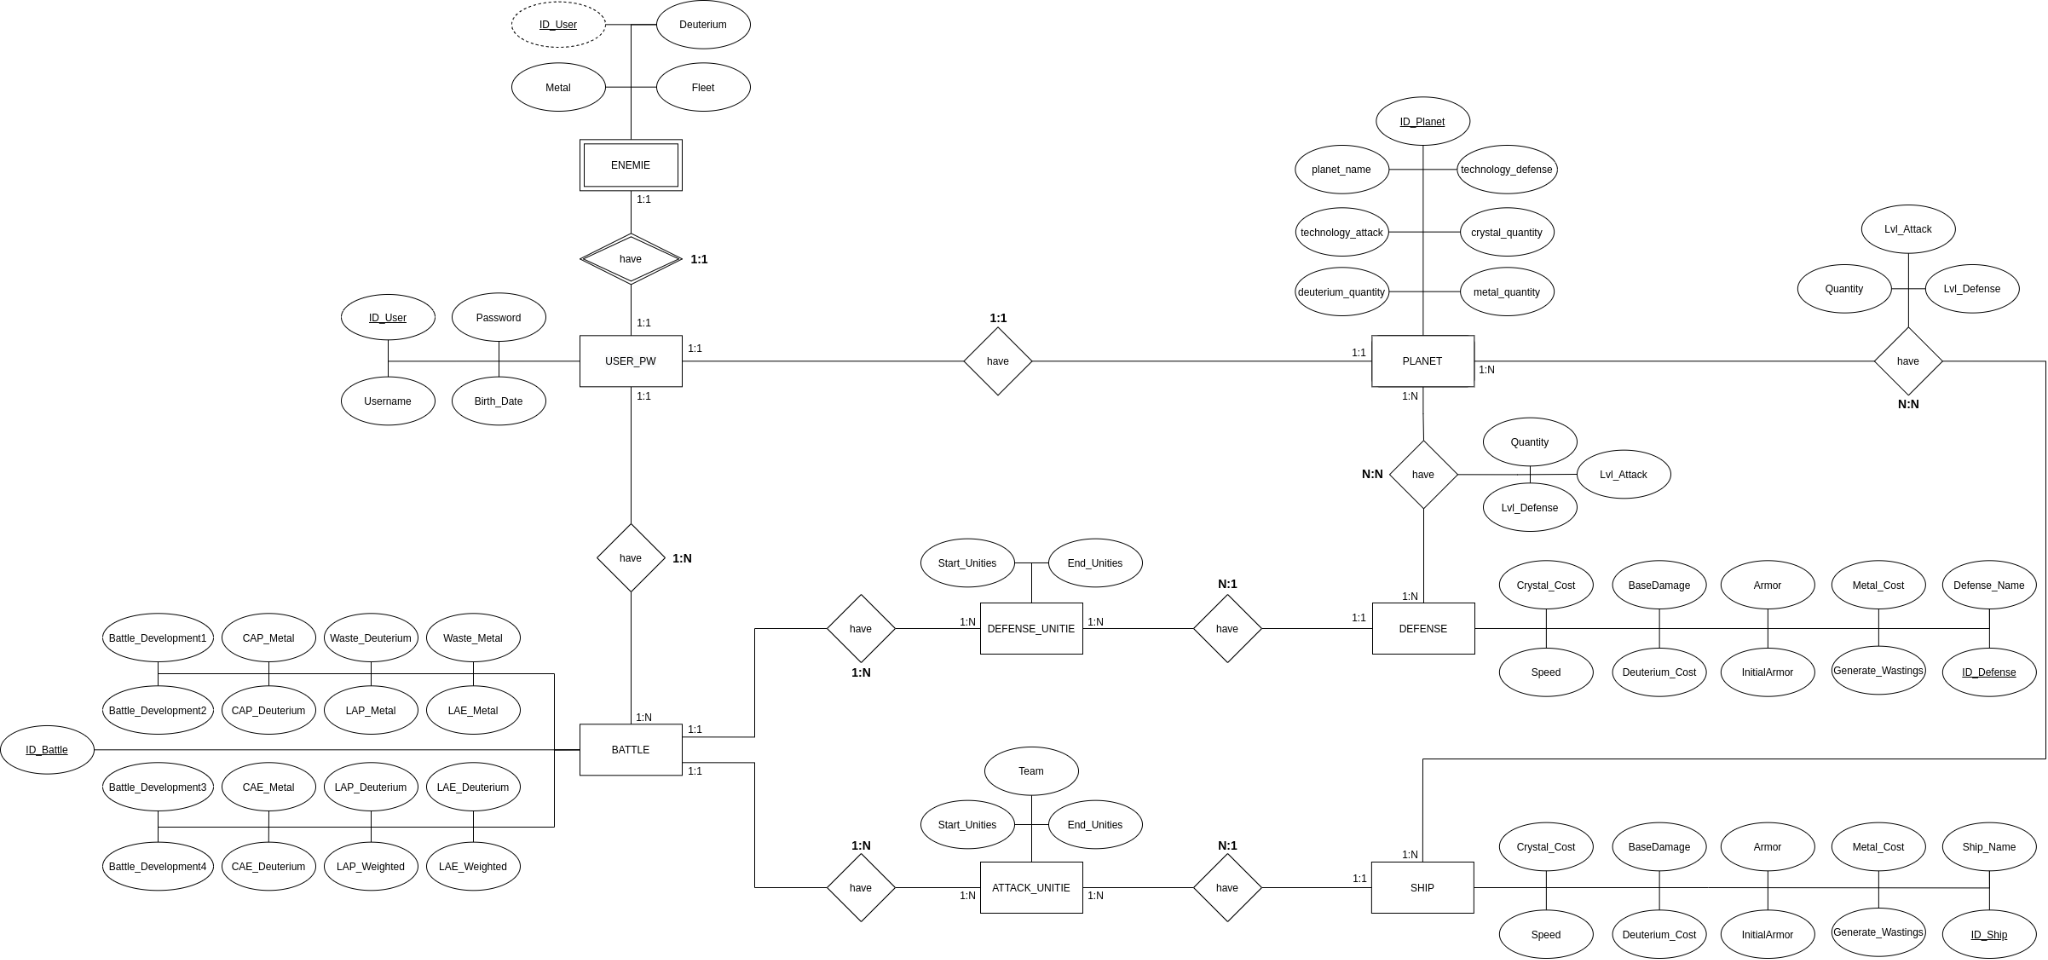 ID_User
Deuterium
Metal
Fleet
ENEMIE
1:1
have
1:1
1:1
ID_User
Password
Username
Birth_Date
USER_PW
1:1
1:1
have
1:1
1:1
ID_Planet
planet_name
technology_defense
technology_attack
crystal_quantity
deuterium_quantity
metal_quantity
PLANET
1:N
Lvl_Attack
Quantity
Lvl_Defense
have
N:N
1:1
have
1:N
1:N
1:N
N:N
have
Quantity
Lvl_Attack
Lvl_Defense
1:N
Start_Unities
End_Unities
have
1:N
1:N
DEFENSE_UNITIE
1:N
N:1
have
1:1
DEFENSE
Crystal_Cost
BaseDamage
Armor
Metal_Cost
Defense_Name
Speed
Deuterium_Cost
InitialArmor
Generate_Wastings
ID_Defense
Battle_Development1
CAP_Metal
Waste_Deuterium
Waste_Metal
Battle_Development2
CAP_Deuterium
LAP_Metal
LAE_Metal
ID_Battle
BATTLE
1:1
1:1
Battle_Development3
CAE_Metal
LAP_Deuterium
LAE_Deuterium
Battle_Development4
CAE_Deuterium
LAP_Weighted
LAE_Weighted
Team
Start_Unities
End_Unities
1:N
have
1:N
ATTACK_UNITIE
1:N
N:1
have
1:1
1:N
SHIP
Crystal_Cost
BaseDamage
Armor
Metal_Cost
Ship_Name
Speed
Deuterium_Cost
InitialArmor
Generate_Wastings
ID_Ship